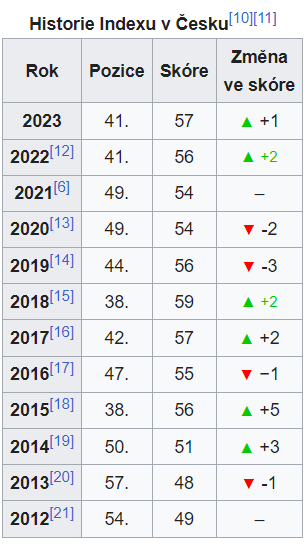 Historie Indexu v Česku[10][11]
Rok Pozice Skóre Změna ve skóre
2023 41. 57 ▲ +1
2022[12] 41. 56 ▲ +2
2021[6] 49. 54 –
2020[13] 49. 54 ▼ -2
2019[14] 44. 56 ▼ -3
2018[15] 38. 59 ▲ +2
2017[16] 42. 57 ▲ +2
2016[17] 47. 55 ▼ −1
2015[18] 38. 56 ▲ +5
2014[19] 50. 51 ▲ +3
2013[20] 57. 48 ▼ -1
2012[21] 54. 49 –